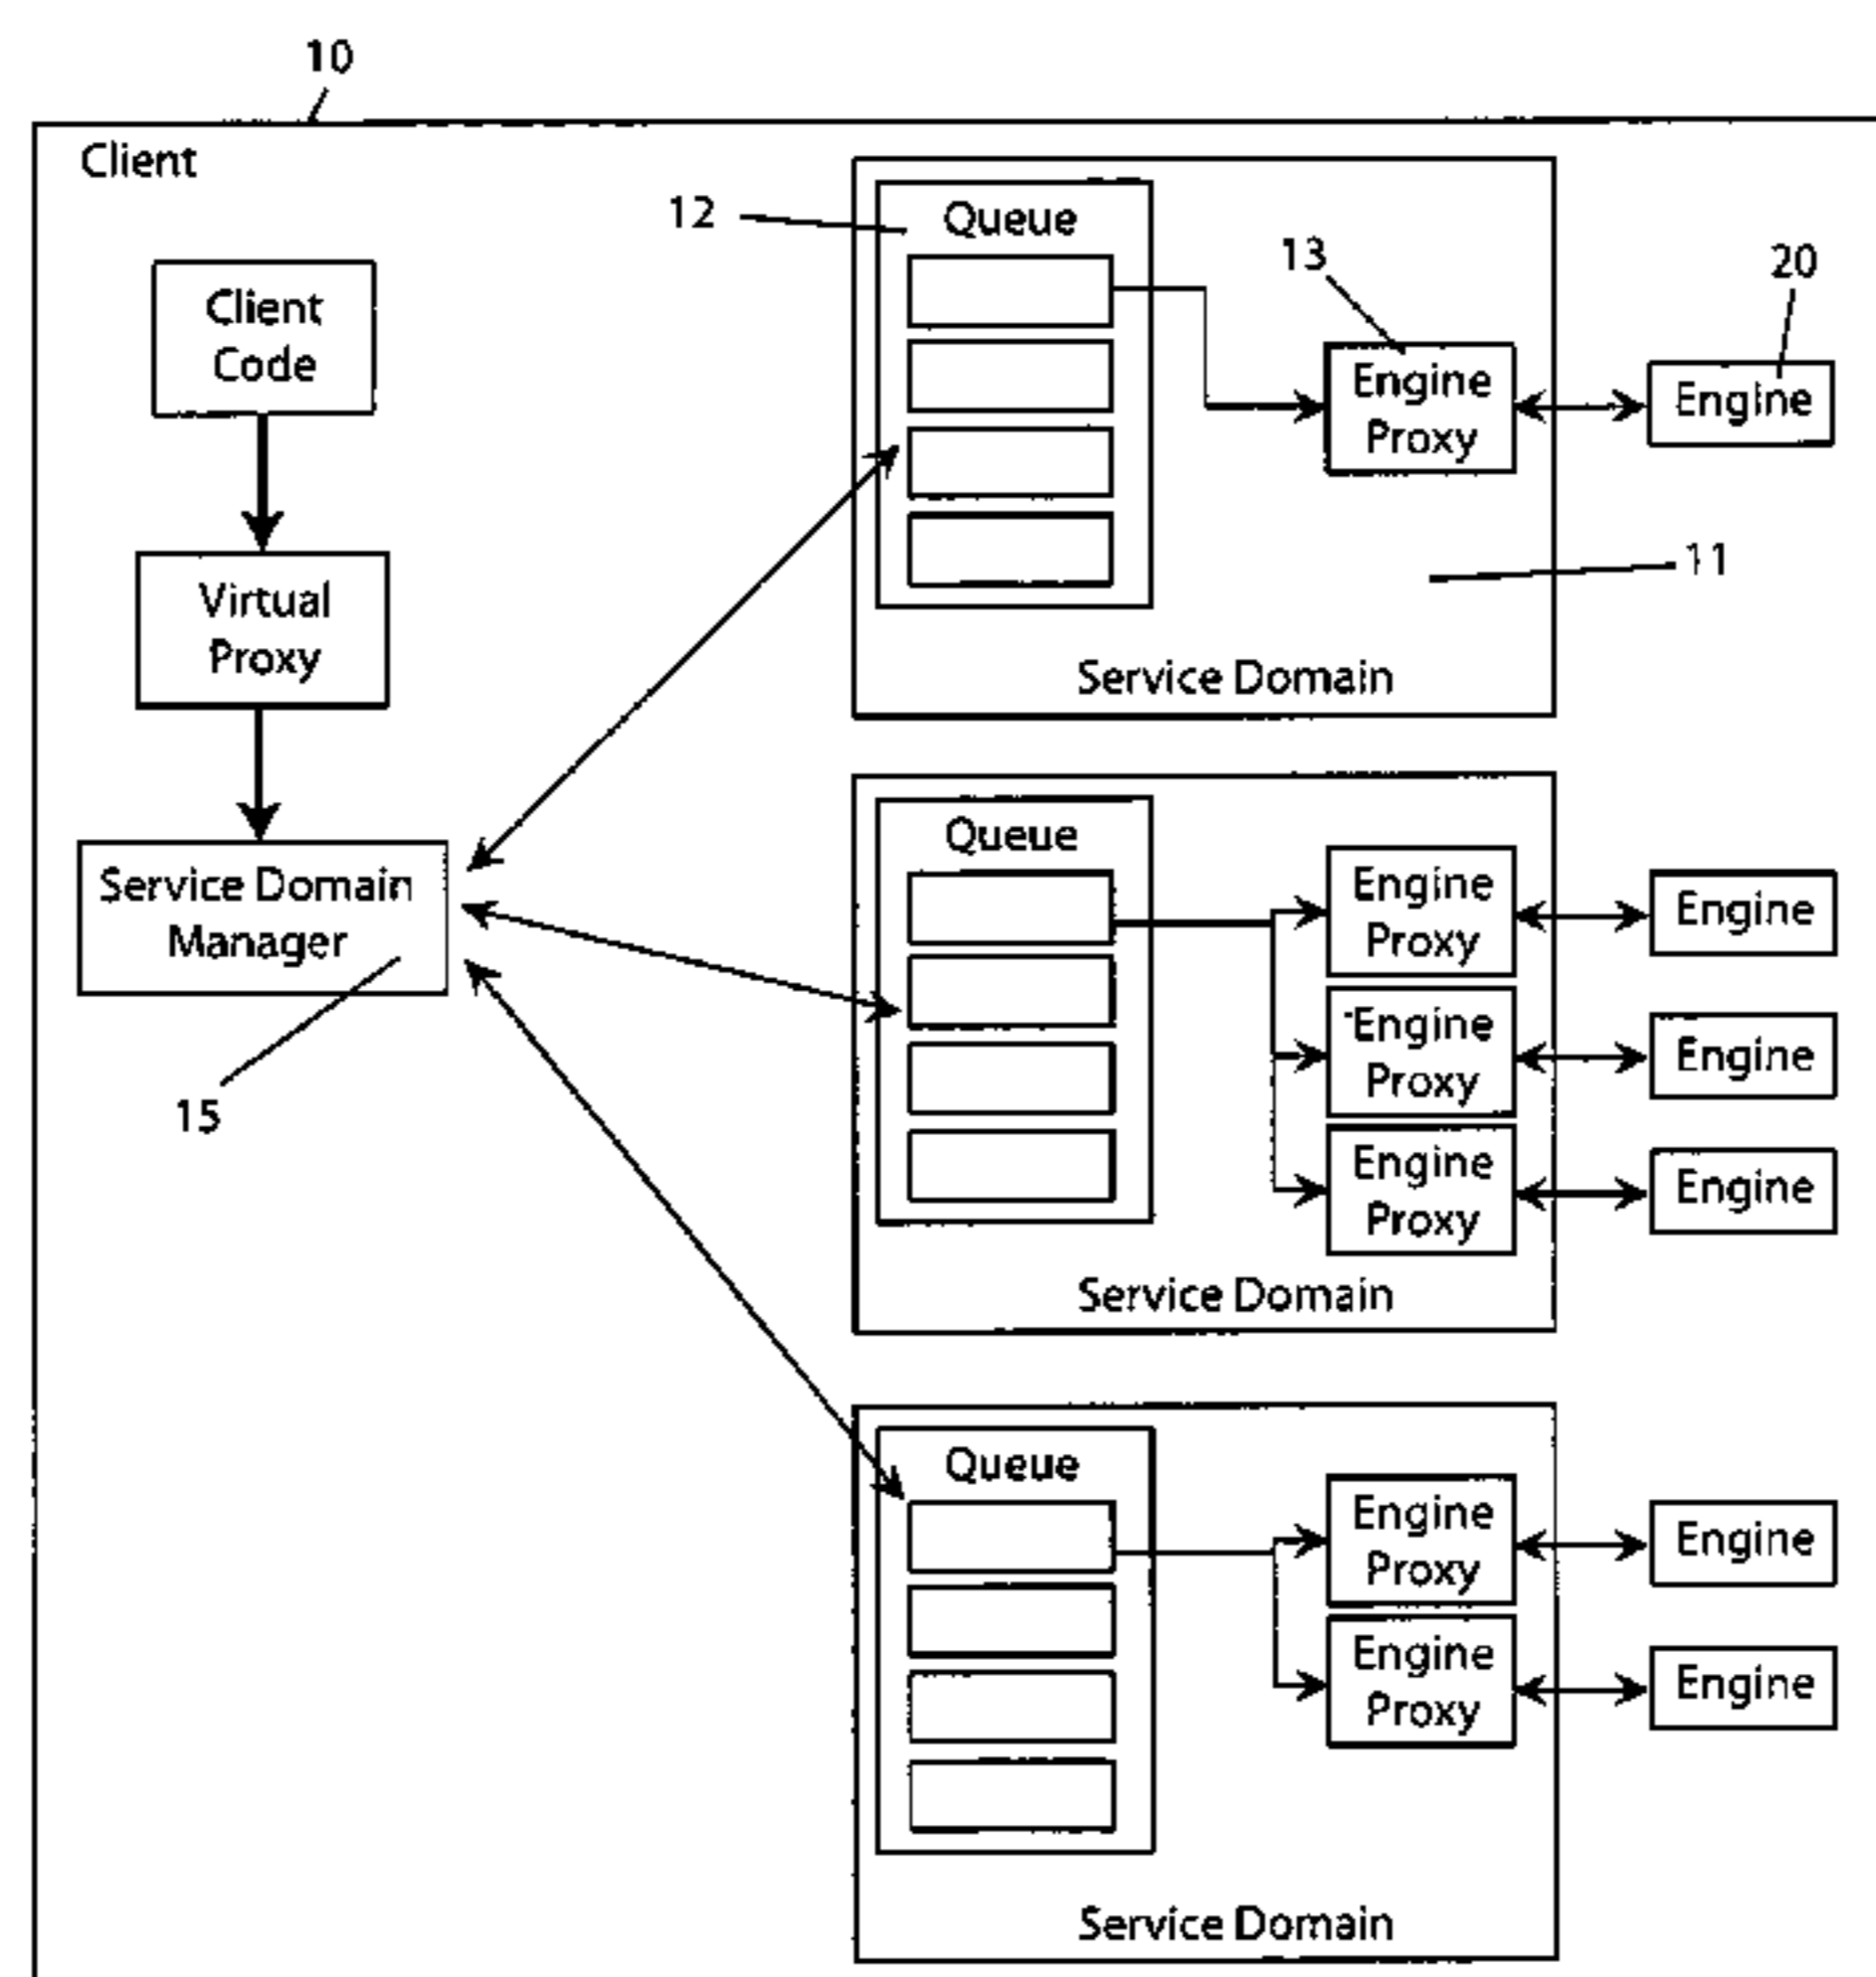 10
Client
Client
Code
Virtual
Proxy
Service Domain
Manager
15
12
Queue
13
Engine
Proxy
20
Engine
11
Service Domain
Queue
Engine
Proxy
Engine
Engine
Proxy
Engine
Engine
Proxy
Engine
Service Domain
Queue
Engine
Proxy
Engine
Engine
Proxy
Engine
Service Domain